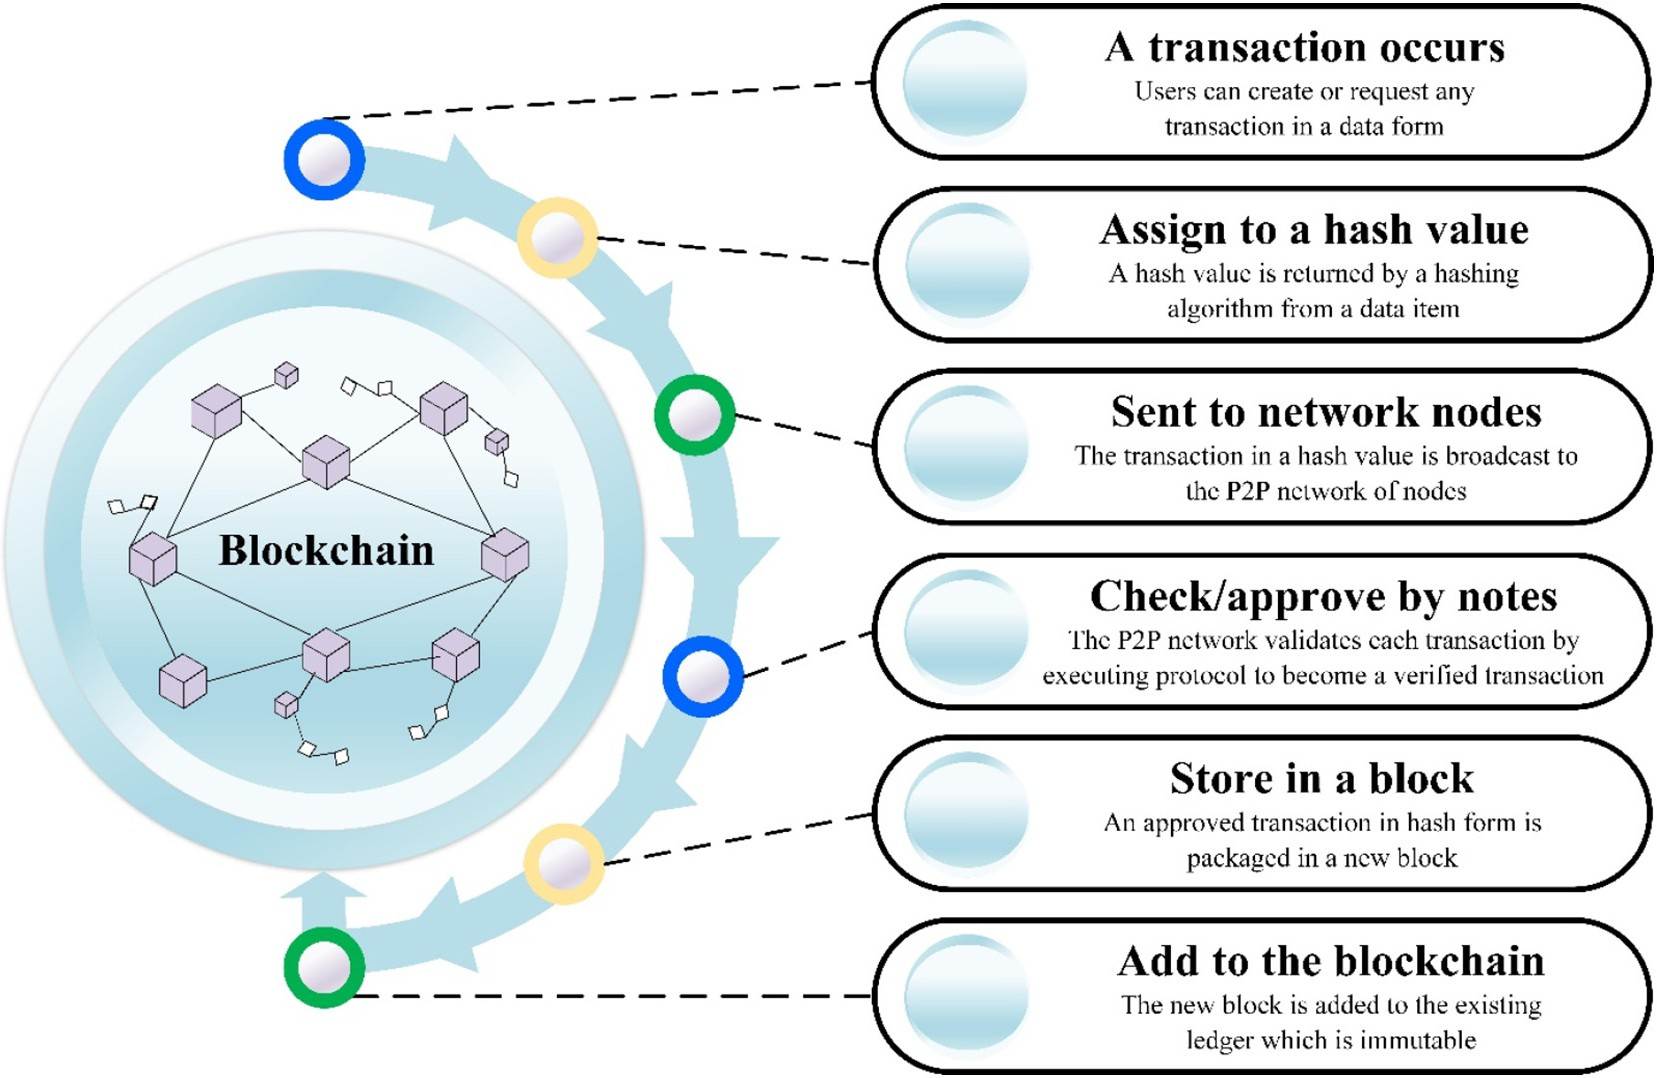 A transaction occurs
Users can create or request any
transaction in a data form
Assign to a hash value
A hash value is returned by a hashing
algorithm from a data item
Sent to network nodes
The transaction in a hash value is broadcast to
the P2P network of nodes
Blockchain
Check/approve by notes
The P2P network validates each transaction by
executing protocol to become a verified transaction
Store in a block
An approved transaction in hash form is
packaged in a new block
Add to the blockchain
The new block is added to the existing
ledger which is immutable